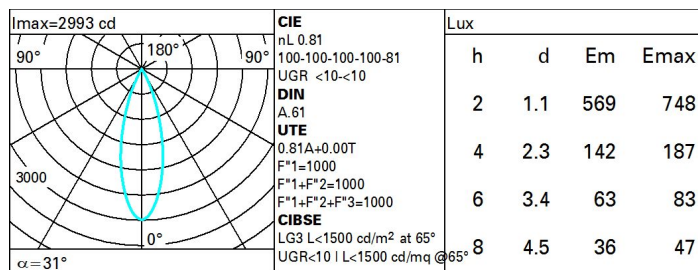 Imax=2993 cd
90° 180° 90°
3000
0°
α=31°
CIE
nL 0.81
100-100-100-100-81
UGR <10-<10
DIN
A.61
UTE
0.81A+0.00T
F"1=1000
F"1+F"2=1000
F"1+F"2+F"3=1000
CIBSE
LG3 L<1500 cd/m² at 65°
UGR<10 | L<1500 cd/mq @65°
Lux
h d Em Emax
2 1.1 569 748
4 2.3 142 187
6 3.4 63 83
8 4.5 36 47